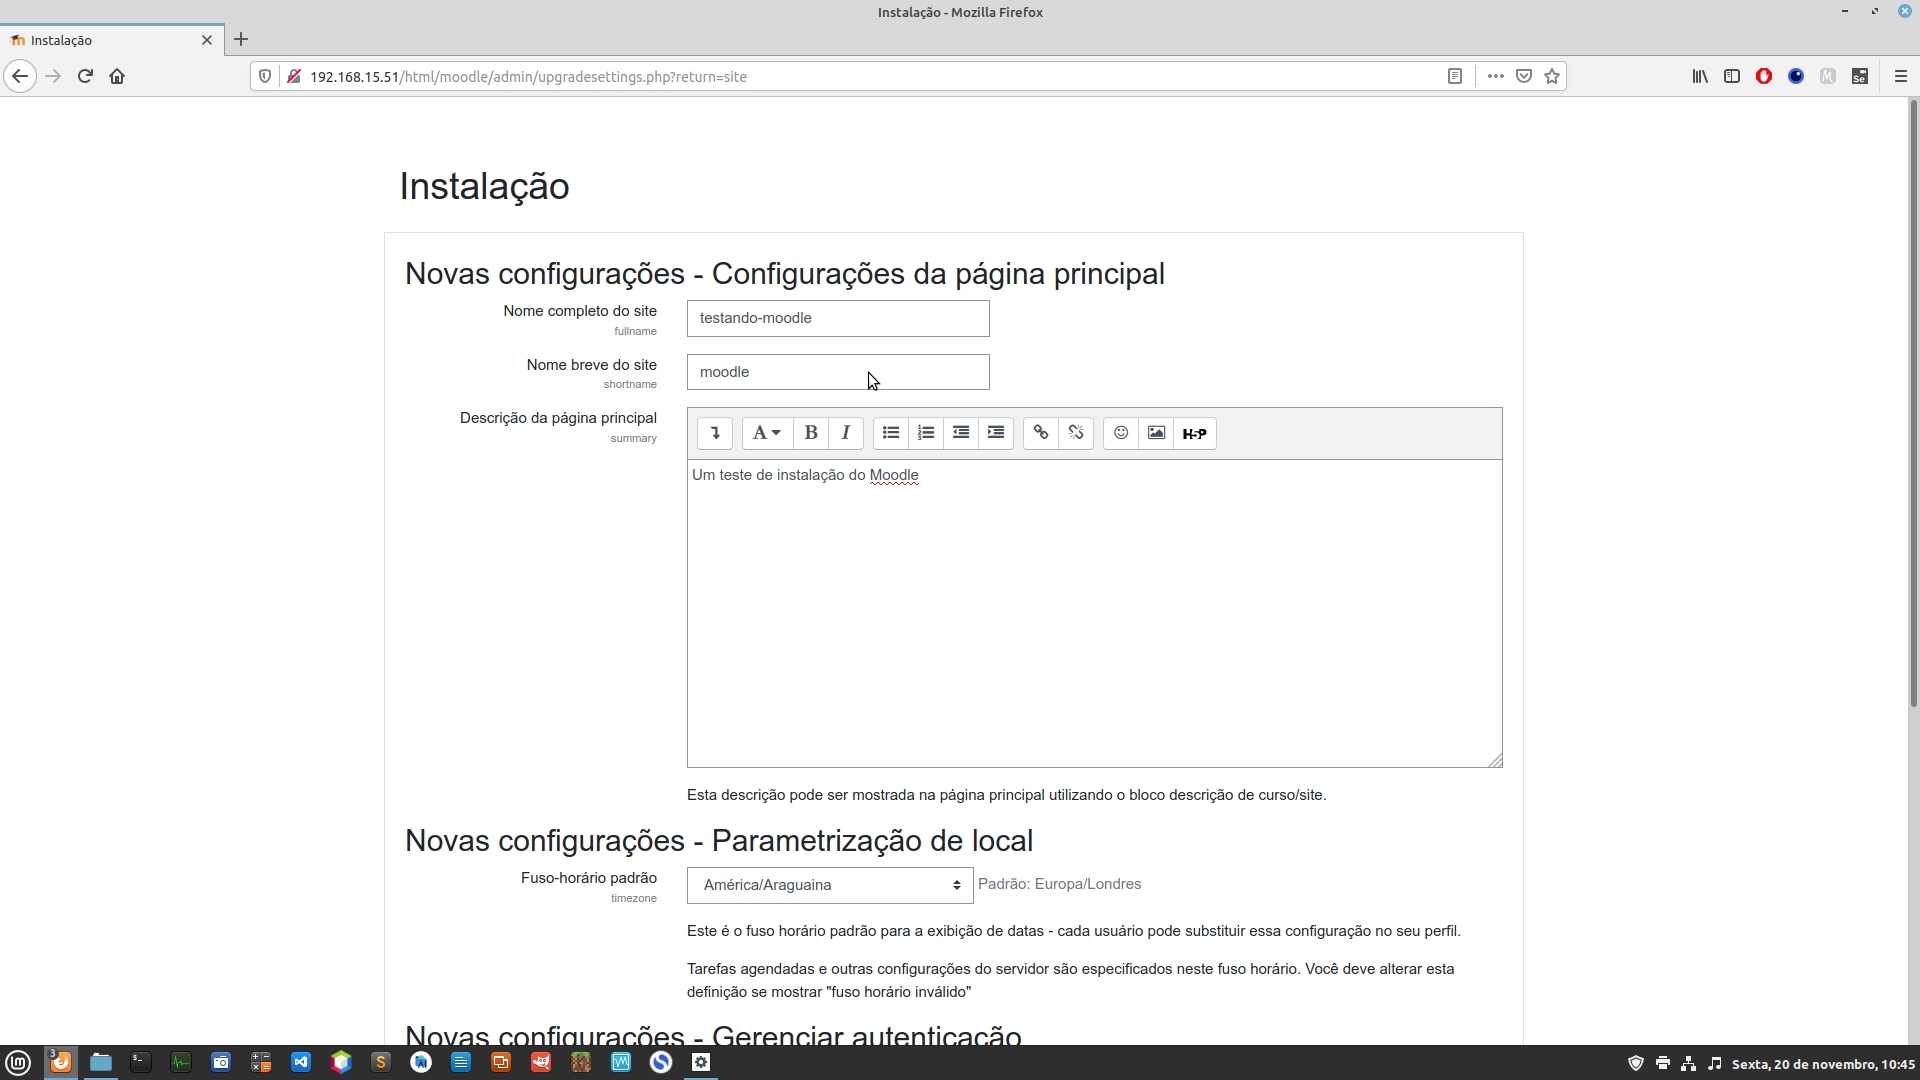 Instalação - Mozilla Firefox
Instalação
192.168.15.51/html/moodle/admin/upgradesettings.php?return=site
Instalação
Novas configurações - Configurações da página principal
Nome completo do site
fullname
testando-moodle
Nome breve do site
shortname
moodle
Descrição da página principal
summary
A B I H5P
Um teste de instalação do Moodle
Esta descrição pode ser mostrada na página principal utilizando o bloco descrição de curso/site.
Novas configurações - Parametrização de local
Fuso-horário padrão
timezone
América/Araguaina
Padrão: Europa/Londres
Este é o fuso horário padrão para a exibição de datas - cada usuário pode substituir essa configuração no seu perfil.
Tarefas agendadas e outras configurações do servidor são especificados neste fuso horário. Você deve alterar esta
definição se mostrar "fuso horário inválido"
Novas configurações - Gerenciar autenticação
3
Sexta, 20 de novembro, 10:45